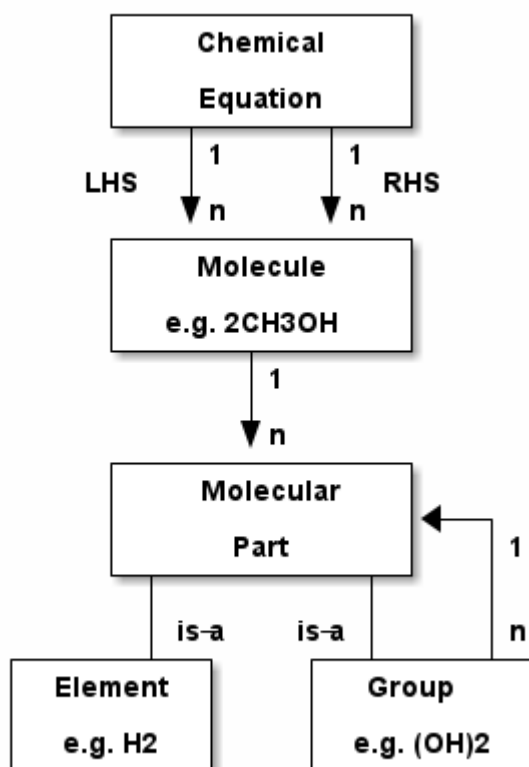 Chemical
Equation
1 1
LHS RHS
n n
Molecule
e.g. 2CH3OH
1
n
Molecular
Part
1
is-a is-a n
Element Group
e.g. H2 e.g. (OH)2